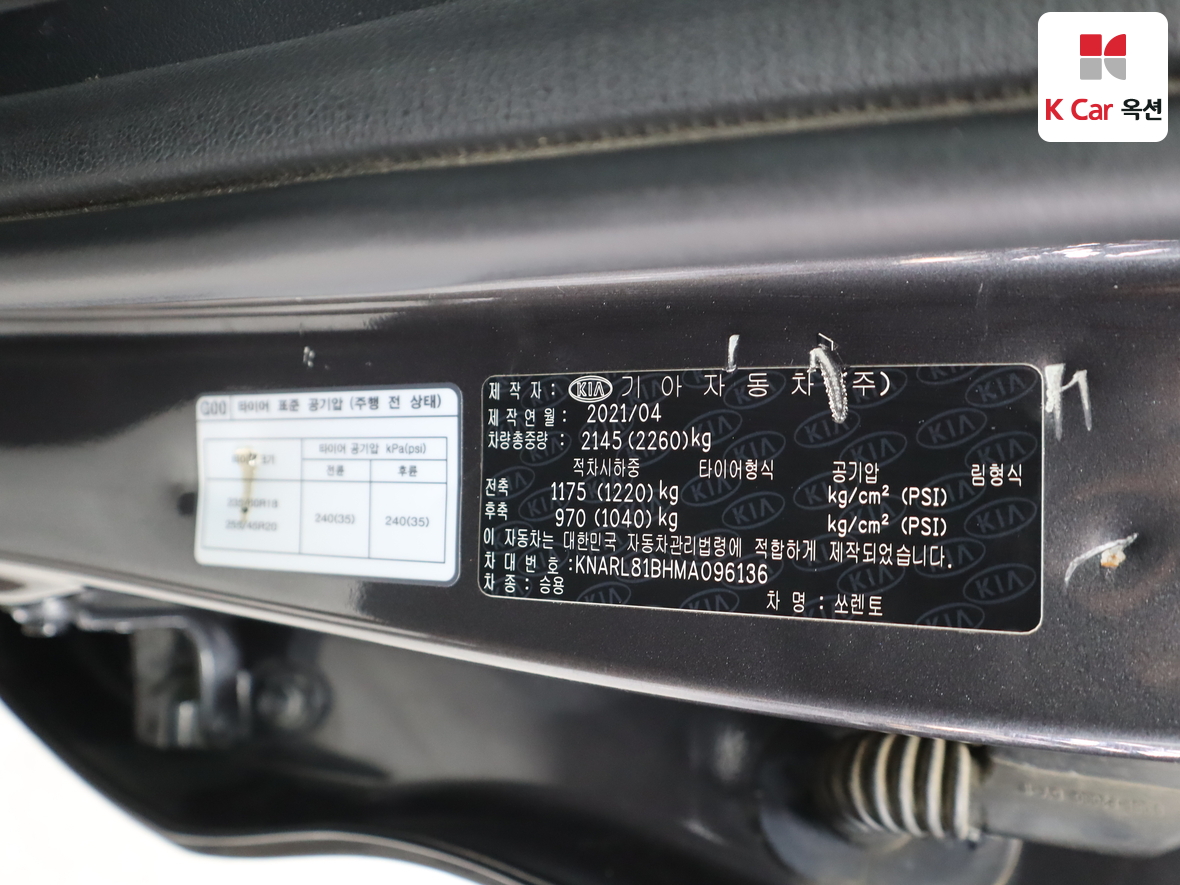 K Car 옥션
G00 타이어 표준 공기압 (주행 전 상태)
타이어 공기압 kPa(psi)
전륜 후륜
235/60R18
255/45R20
240(35) 240(35)
제작자: KIA 기아자동차(주)
제작연월: 2021/04
차량총중량: 2145(2260)kg
적차시하중 타이어형식 공기압 림형식
전축 1175 (1220)kg kg/cm² (PSI)
후축 970 (1040)kg kg/cm² (PSI)
이 자동차는 대한민국 자동차관리법령에 적합하게 제작되었습니다.
차대번호:KNARL81BHMA096136
차종: 승용
차명: 쏘렌토